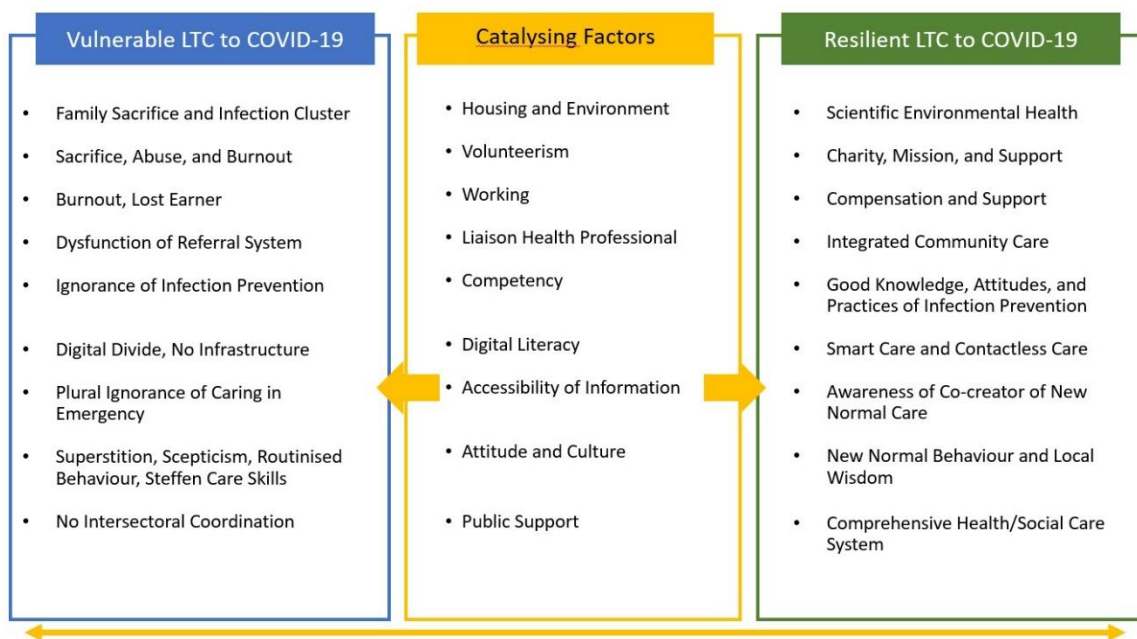 Vulnerable LTC to COVID-19
• Family Sacrifice and Infection Cluster
• Sacrifice, Abuse, and Burnout
• Burnout, Lost Earner
• Dysfunction of Referral System
• Ignorance of Infection Prevention
• Digital Divide, No Infrastructure
• Plural Ignorance of Caring in
Emergency
• Superstition, Scepticism, Routinised
Behaviour, Steffen Care Skills
• No Intersectoral Coordination
Catalysing Factors
• Housing and Environment
• Volunteerism
• Working
• Liaison Health Professional
• Competency
• Digital Literacy
• Accessibility of Information
• Attitude and Culture
• Public Support
Resilient LTC to COVID-19
• Scientific Environmental Health
• Charity, Mission, and Support
• Compensation and Support
• Integrated Community Care
• Good Knowledge, Attitudes, and
Practices of Infection Prevention
• Smart Care and Contactless Care
• Awareness of Co-creator of New
Normal Care
• New Normal Behaviour and Local
Wisdom
• Comprehensive Health/Social Care
System